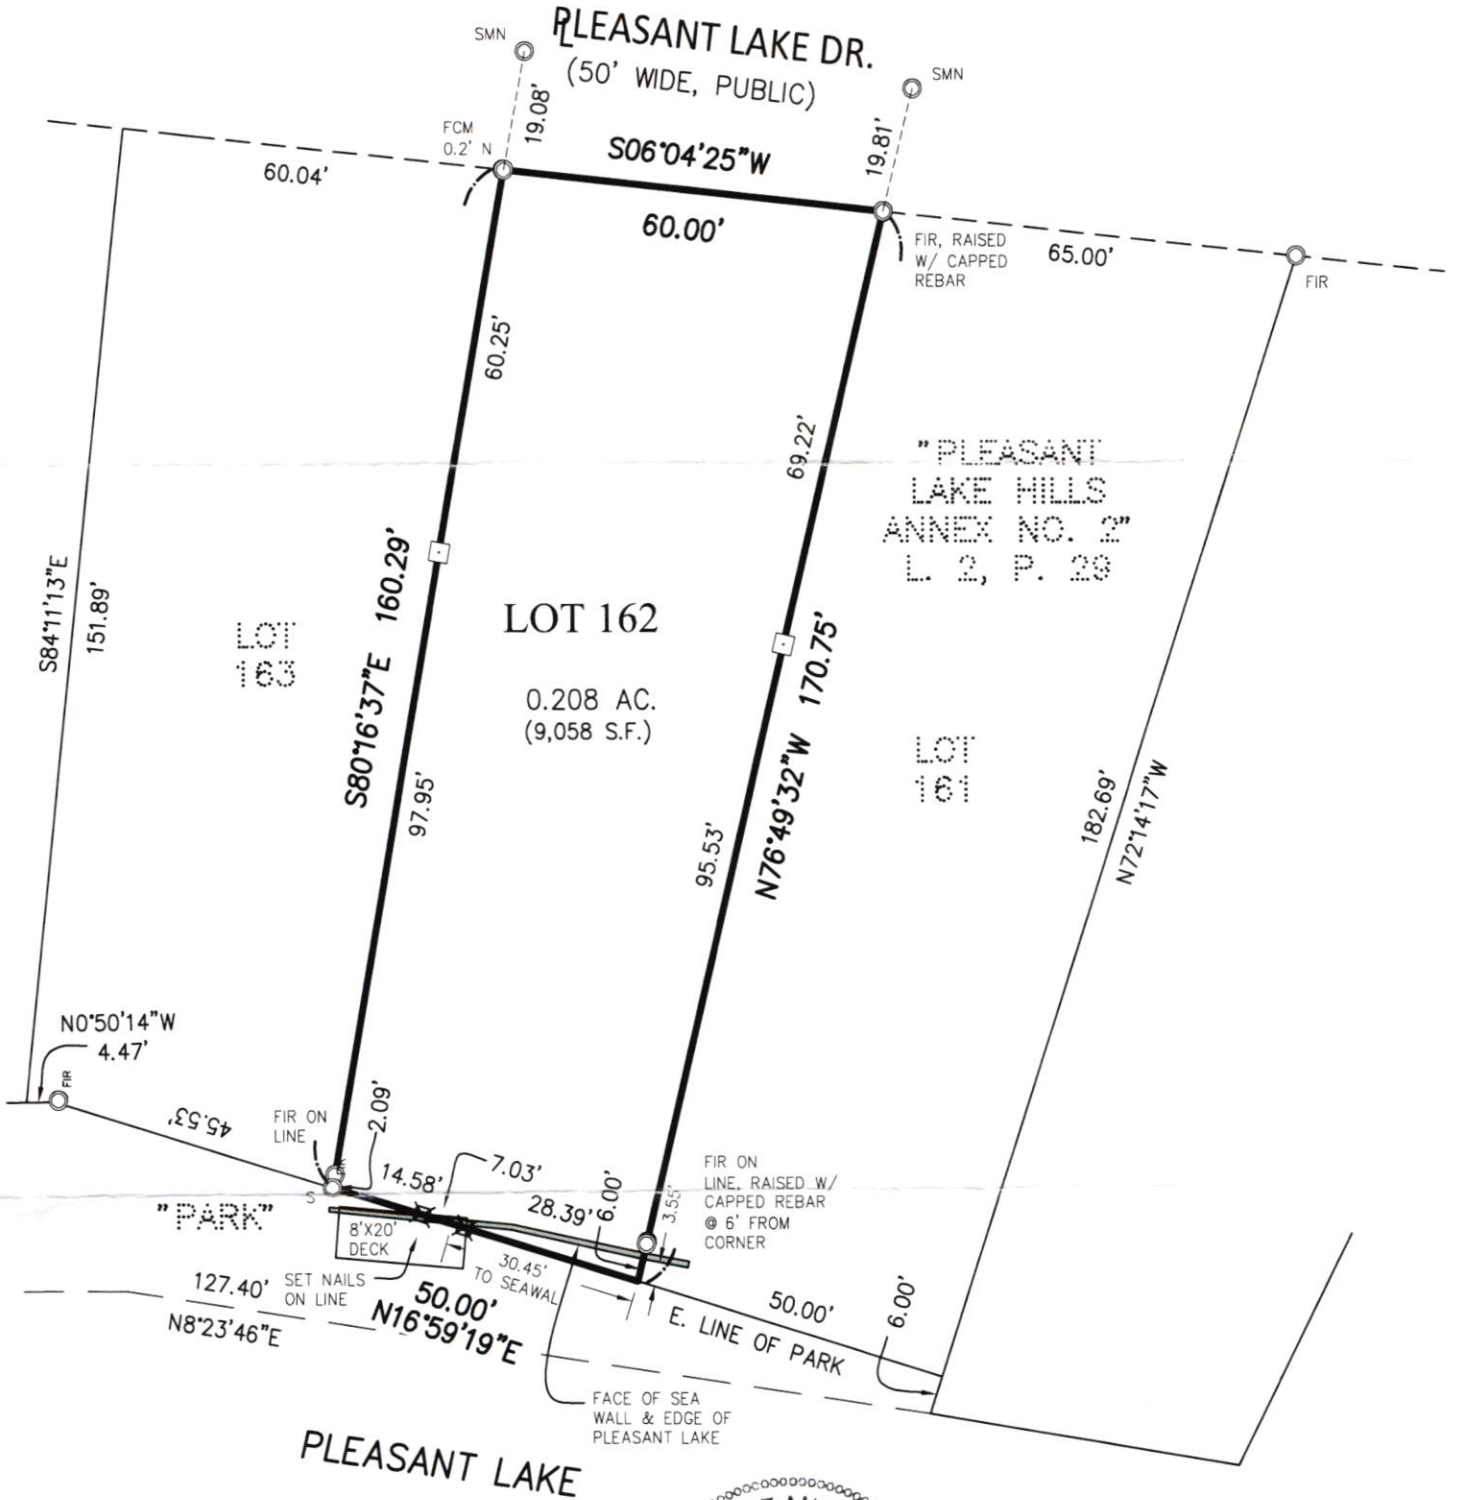 PLEASANT LAKE DR.
(50' WIDE, PUBLIC)
SMN
SMN
19.08'
19.81'
FCM
0.2' N
S06°04'25"W
60.00'
60.04'
65.00'
FIR, RAISED
W/ CAPPED
REBAR
FIR
60.25'
69.22'
"PLEASANT
LAKE HILLS
ANNEX NO. 2"
L. 2, P. 29
S84°11'13"E
151.89'
LOT
163
S80°16'37"E 160.29'
LOT 162
0.208 AC.
(9,058 S.F.)
N76°49'32"W 170.75'
LOT
161
97.95'
95.53'
182.69'
N72°14'17"W
N0°50'14"W
4.47'
FIR
45.53'
FIR ON
LINE
FIR
S
2.09'
14.58'
7.03'
28.39'
6.00'
3.55'
FIR ON
LINE, RAISED W/
CAPPED REBAR
@ 6' FROM
CORNER
"PARK"
8'X20'
DECK
30.45'
TO SEAWAL
SET NAILS
ON LINE
127.40'
N8°23'46"E
50.00'
N16°59'19"E
50.00'
E. LINE OF PARK
6.00'
FACE OF SEA
WALL & EDGE OF
PLEASANT LAKE
PLEASANT LAKE